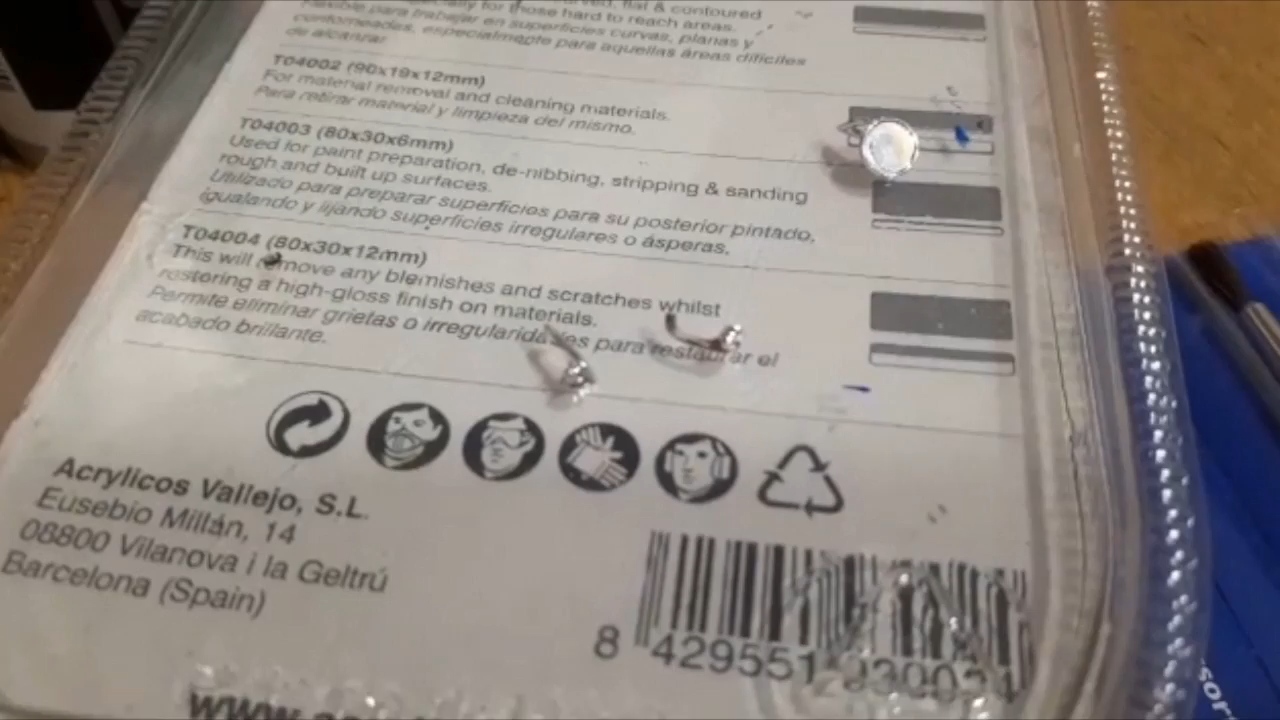 flat & contoured
for those hard to reach areas.
Flexible para trabajar en superficies curvas, planas y
contorneadas, especialmente para aquellas áreas difíciles
de alcanzar.
T04002 (90x19x12mm)
For material removal and cleaning materials.
Para retirar material y limpieza del mismo.
T04003 (80x30x6mm)
Used for paint preparation, de-nibbing, stripping & sanding
rough and built up surfaces.
Utilizado para preparar superficies para su posterior pintado,
igualando y lijando superficies irregulares o ásperas.
T04004 (80x30x12mm)
This will remove any blemishes and scratches whilst
restoring a high-gloss finish on materials.
Permite eliminar grietas o irregularidades para restaurar el
acabado brillante.
Acrylicos Vallejo, S.L.
Eusebio Millán, 14
08800 Vilanova i la Geltrú
Barcelona (Spain)
8 429551
www.